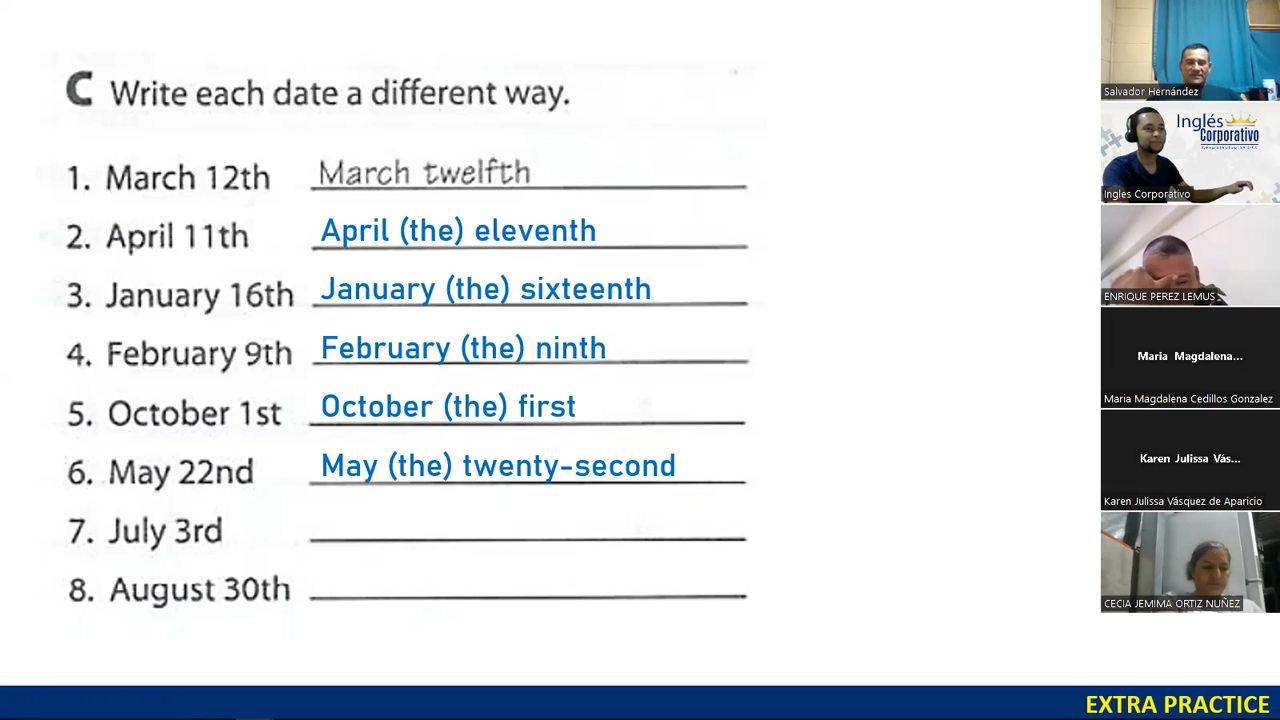 C Write each date a different way.
1. March 12th March twelfth
2. April 11th April (the) eleventh
3. January 16th January (the) sixteenth
4. February 9th February (the) ninth
5. October 1st October (the) first
6. May 22nd May (the) twenty-second
7. July 3rd
8. August 30th
EXTRA PRACTICE
Salvador Hernández
Inglés
Corporativo
Ingles Corporativo
ENRIQUE PEREZ LEMUS
Maria Magdalena...
Maria Magdalena Cedillos Gonzalez
Karen Julissa Vás...
Karen Julissa Vásquez de Aparicio
CECIA JEMIMA ORTIZ NUÑEZ